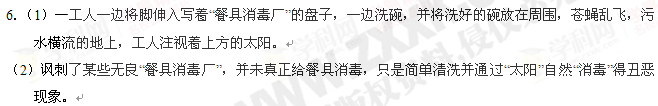 6.（1）一工人一边将脚伸入写着“餐具消毒厂”的盘子，一边洗碗，并将洗好的碗放在周围，苍蝇乱飞，污
水横流的地上，工人注视着上方的太阳。
（2）讽刺了某些无良“餐具消毒厂”，并未真正给餐具消毒，只是简单清洗并通过“太阳”自然“消毒”得丑恶
现象。